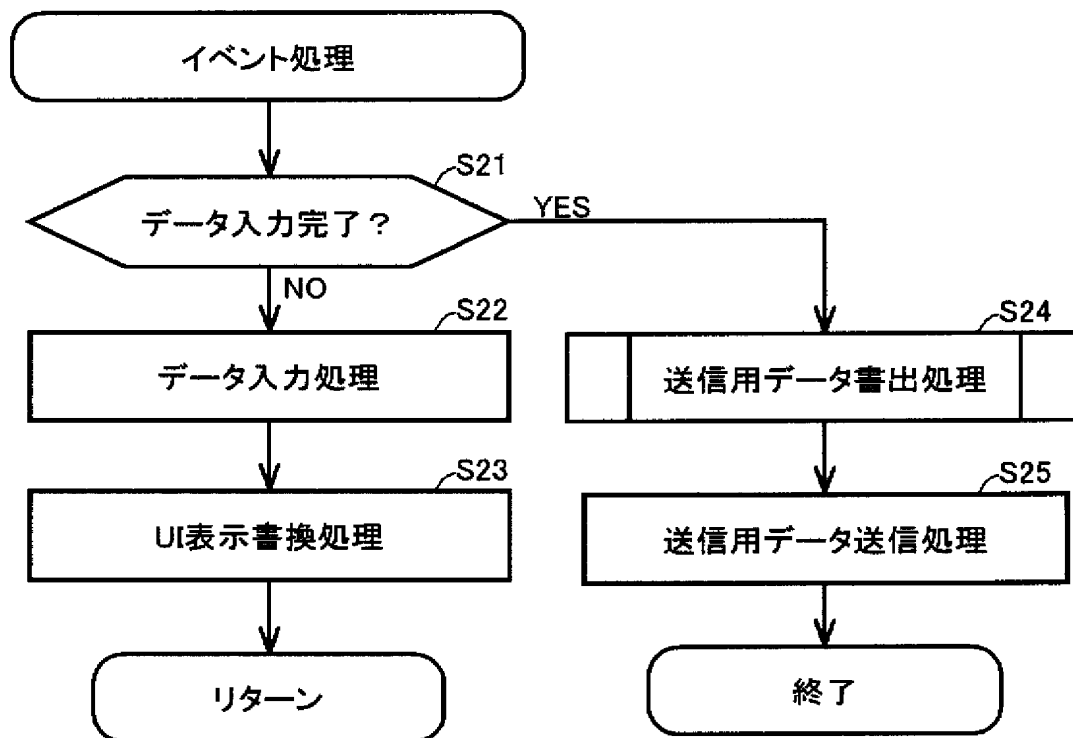 イベント処理
S21
データ入力完了?
YES
NO
S22
データ入力処理
S23
UI表示書換処理
リターン
S24
送信用データ書出処理
S25
送信用データ送信処理
終了